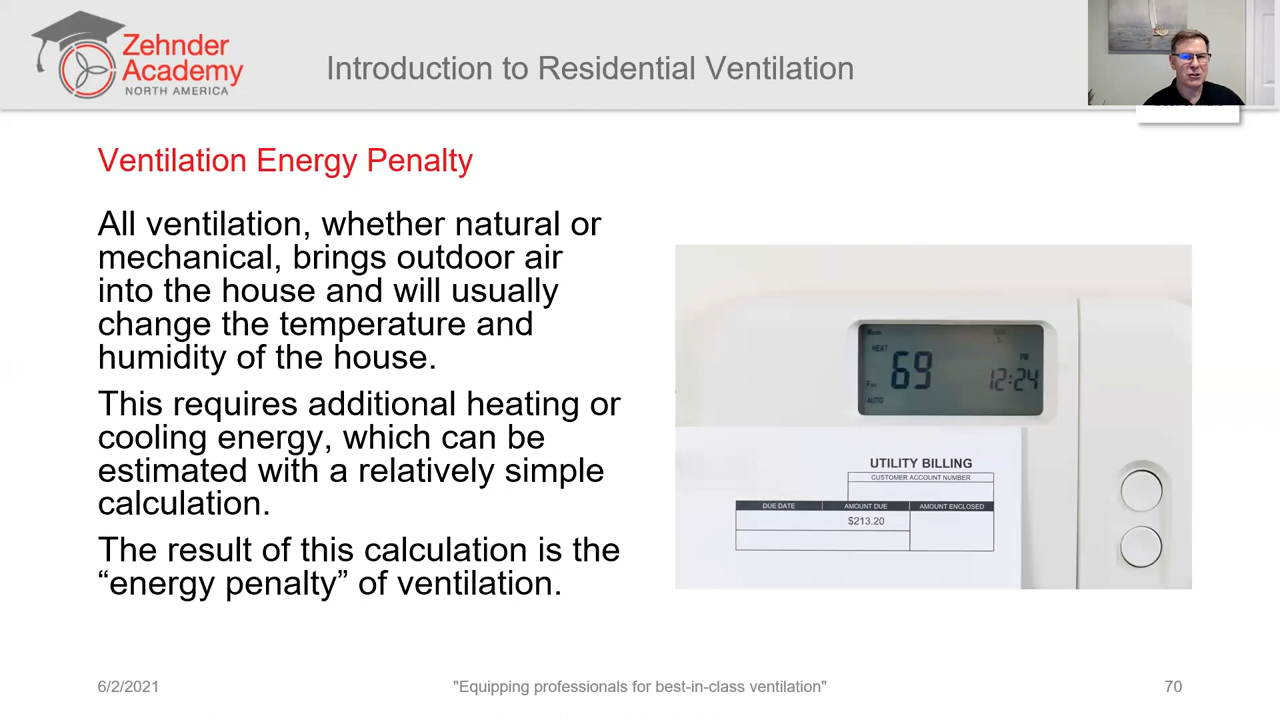 Zehnder
Academy
NORTH AMERICA
Introduction to Residential Ventilation
Ventilation Energy Penalty
All ventilation, whether natural or
mechanical, brings outdoor air
into the house and will usually
change the temperature and
humidity of the house.
This requires additional heating or
cooling energy, which can be
estimated with a relatively simple
calculation.
The result of this calculation is the
“energy penalty” of ventilation.
HEAT
69
PM
12:24
AUTO
UTILITY BILLING
CUSTOMER ACCOUNT NUMBER
DUE DATE AMOUNT DUE AMOUNT ENCLOSED
$213.20
6/2/2021
"Equipping professionals for best-in-class ventilation"
70